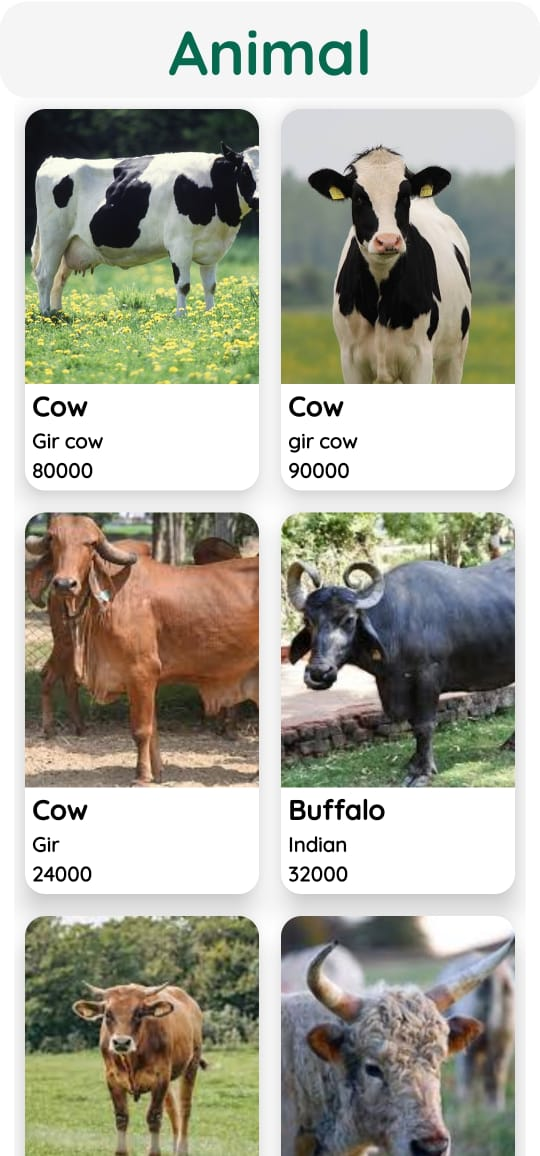 Animal
Cow
Gir cow
80000
Cow
gir cow
90000
Cow
Gir
24000
Buffalo
Indian
32000